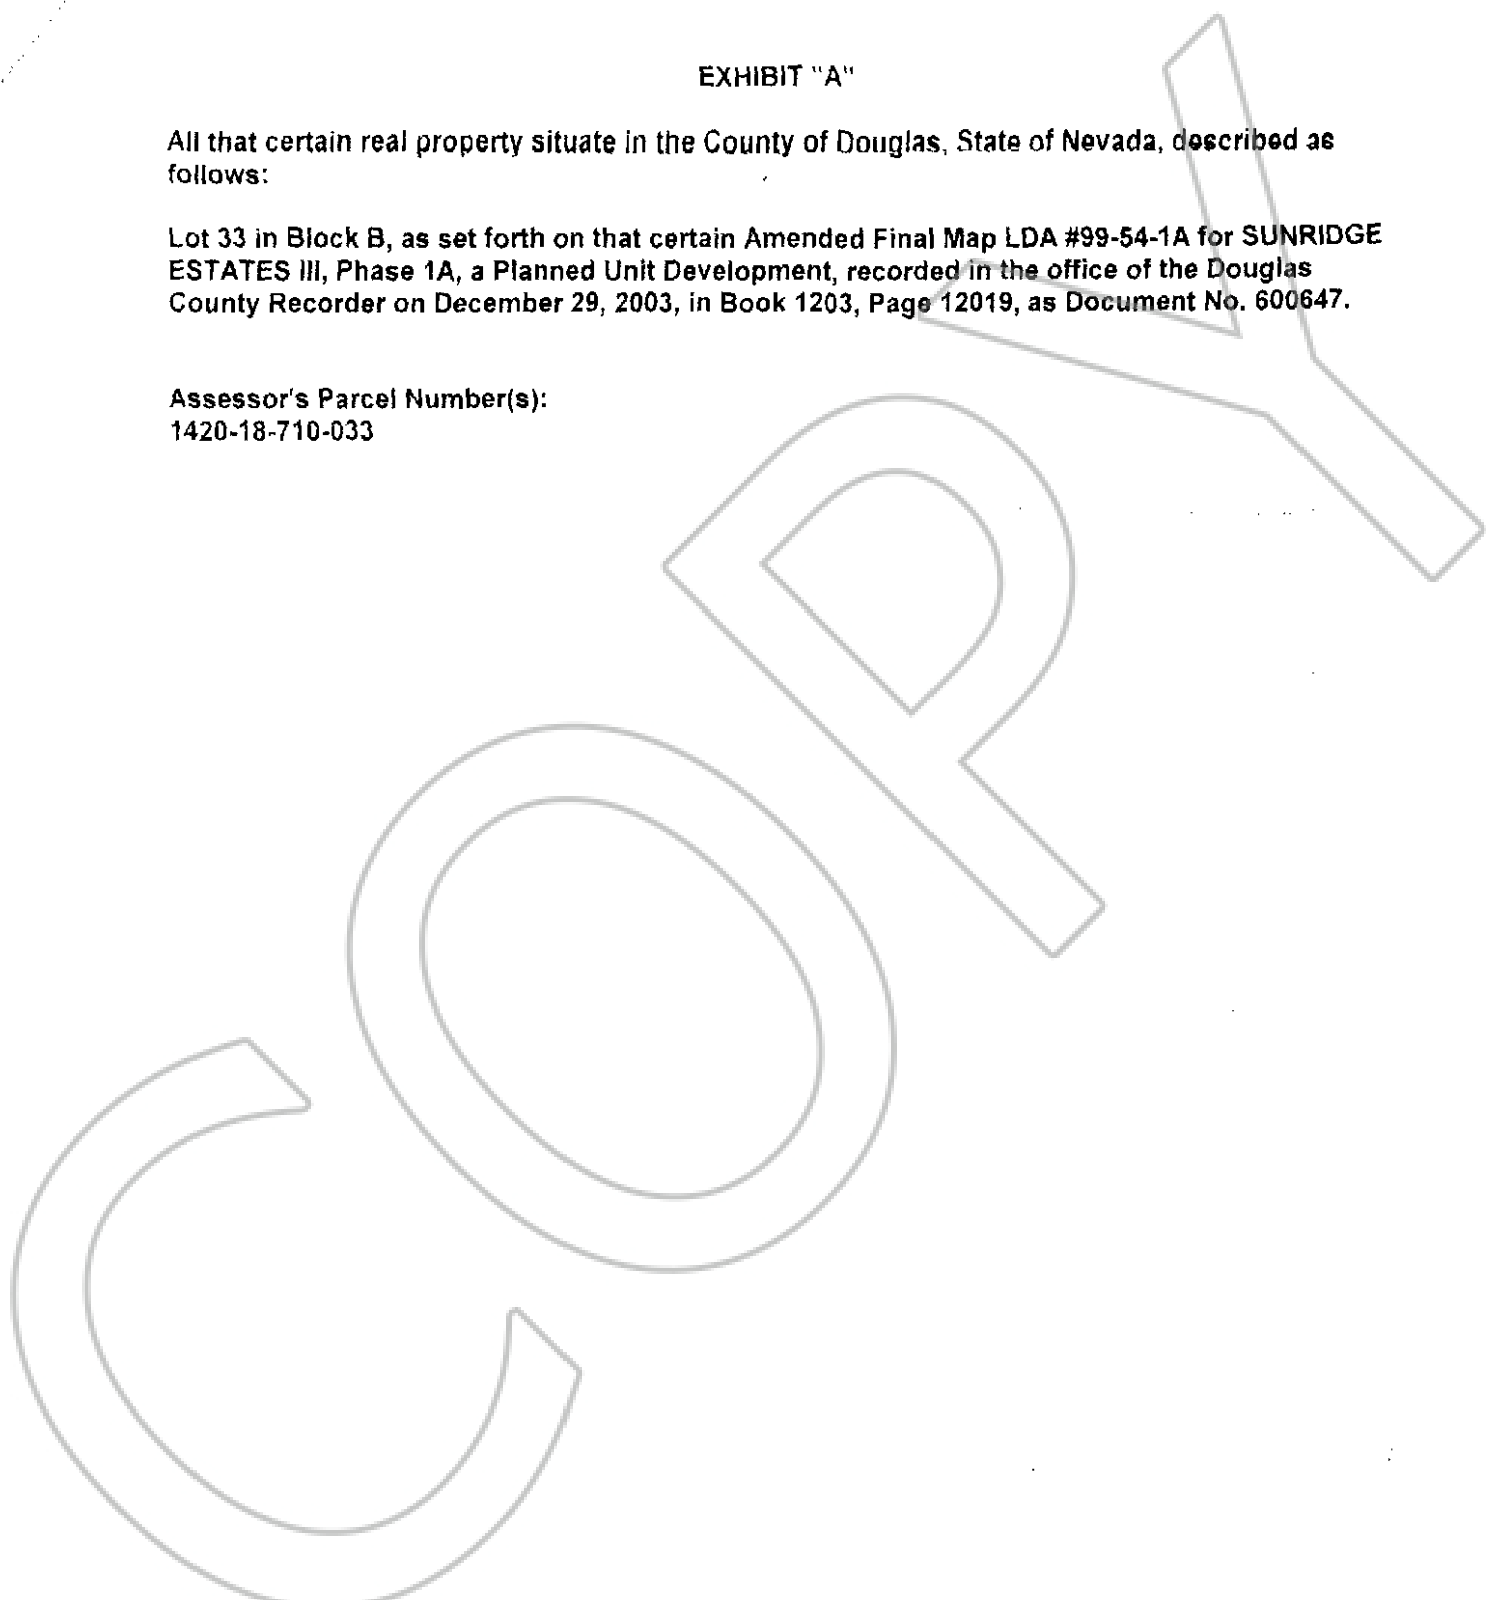 EXHIBIT "A"
All that certain real property situate in the County of Douglas, State of Nevada, described as
follows:
Lot 33 in Block B, as set forth on that certain Amended Final Map LDA #99-54-1A for SUNRIDGE
ESTATES III, Phase 1A, a Planned Unit Development, recorded in the office of the Douglas
County Recorder on December 29, 2003, in Book 1203, Page 12019, as Document No. 600647.
Assessor's Parcel Number(s):
1420-18-710-033
COPY